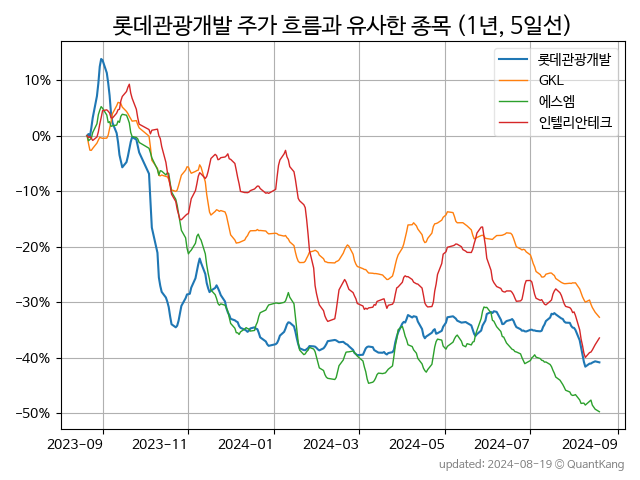 롯데관광개발 주가 흐름과 유사한 종목 (1년, 5일선)
롯데관광개발
GKL
에스엠
인텔리안테크
10%
0%
−10%
−20%
−30%
−40%
−50%
2023-09
2023-11
2024-01
2024-03
2024-05
2024-07
2024-09
updated: 2024-08-19 © QuantKang